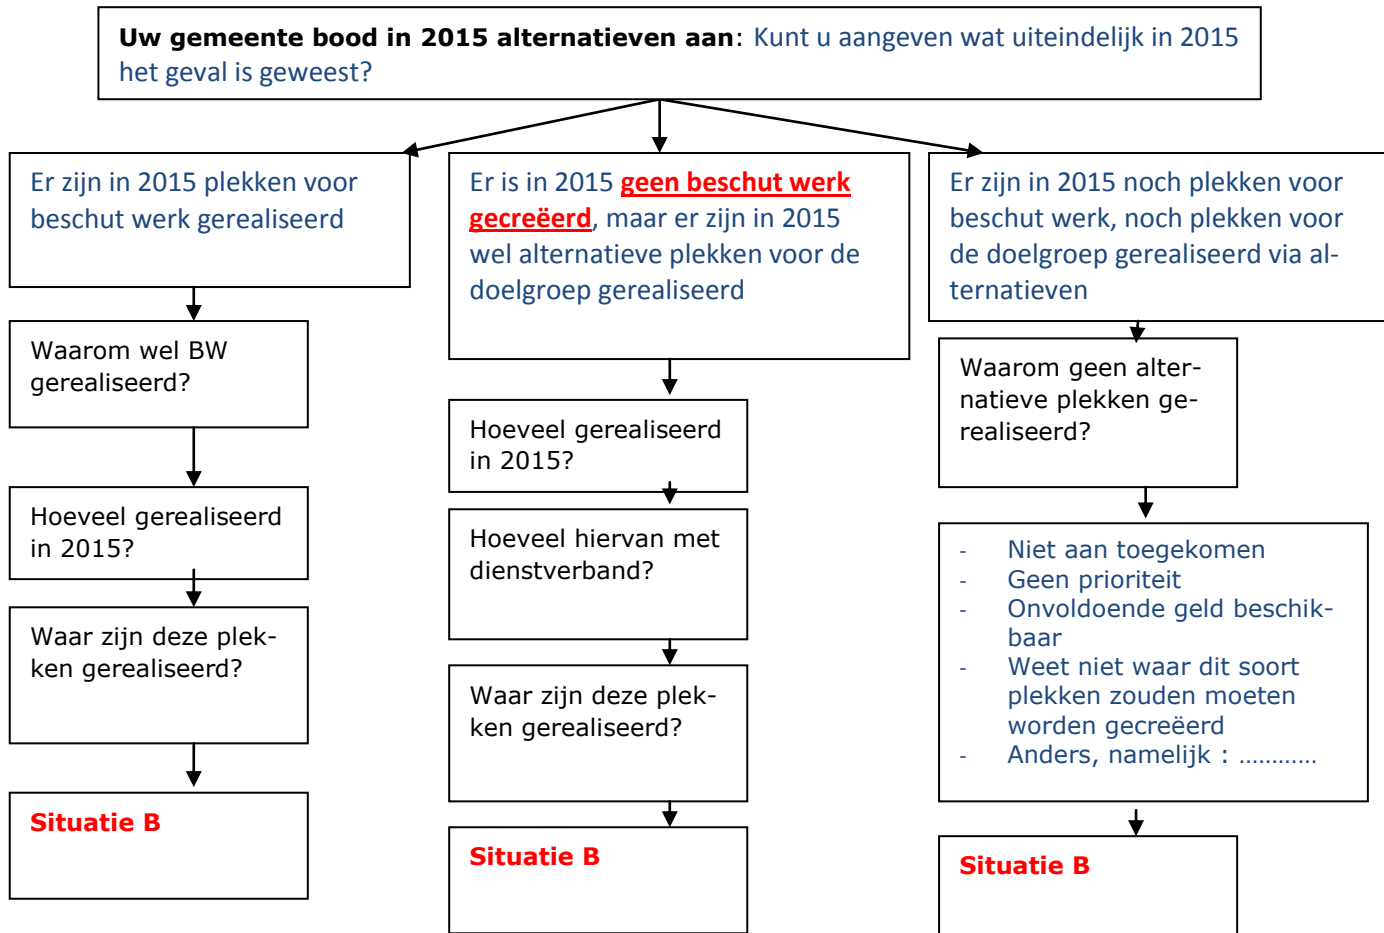 Uw gemeente bood in 2015 alternatieven aan: Kunt u aangeven wat uiteindelijk in 2015
het geval is geweest?
Er zijn in 2015 plekken voor
beschut werk gerealiseerd
Waarom wel BW
gerealiseerd?
Hoeveel gerealiseerd
in 2015?
Waar zijn deze plek-
ken gerealiseerd?
Situatie B
Er is in 2015 geen beschut werk
gecreëerd, maar er zijn in 2015
wel alternatieve plekken voor de
doelgroep gerealiseerd
Hoeveel gerealiseerd
in 2015?
Hoeveel hiervan met
dienstverband?
Waar zijn deze plek-
ken gerealiseerd?
Situatie B
Er zijn in 2015 noch plekken voor
beschut werk, noch plekken voor
de doelgroep gerealiseerd via al-
ternatieven
Waarom geen alter-
natieve plekken ge-
realiseerd?
- Niet aan toegekomen
- Geen prioriteit
- Onvoldoende geld beschik-
baar
- Weet niet waar dit soort
plekken zouden moeten
worden gecreëerd
- Anders, namelijk : …………
Situatie B